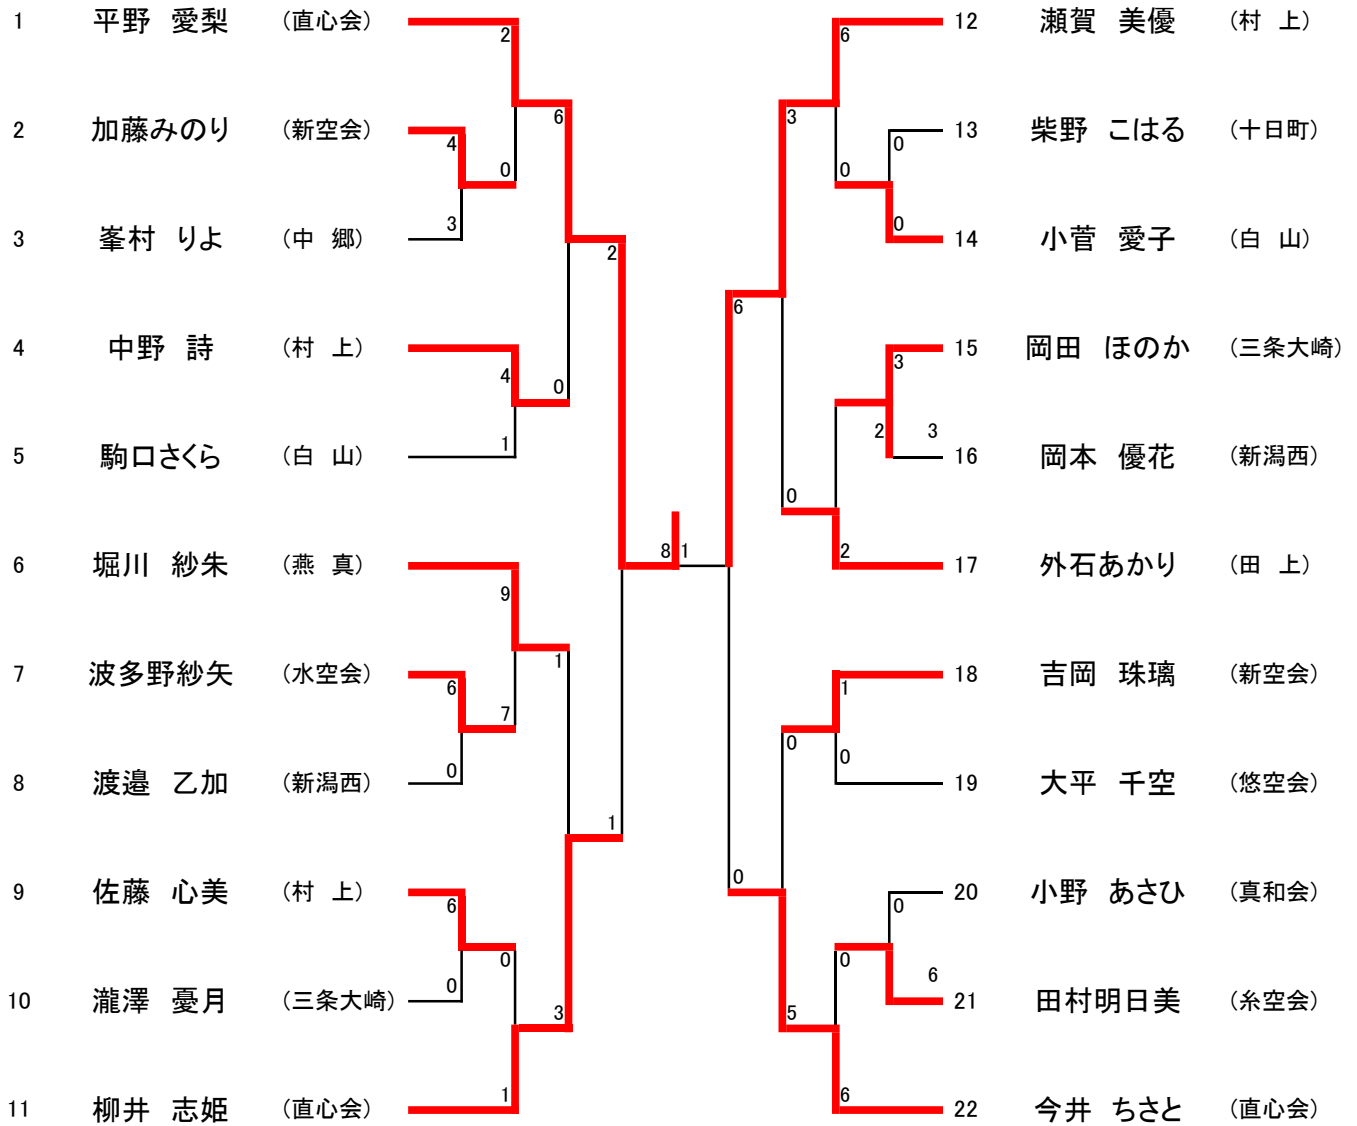 1 平野 愛梨 （直心会） 2 6 12 瀬賀 美優 （村 上）
6 3
2 加藤みのり （新空会） 4 0 13 柴野 こはる （十日町）
0 0
3 峯村 りよ （中 郷） 3 0 14 小菅 愛子 （白 山）
2
6
4 中野 詩 （村 上） 4 0 3 15 岡田 ほのか （三条大崎）
5 駒口さくら （白 山） 1 2 3 16 岡本 優花 （新潟西）
0
6 堀川 紗朱 （燕 真） 9 8 1 2 17 外石あかり （田 上）
1
7 波多野紗矢 （水空会） 6 1 18 吉岡 珠璃 （新空会）
7 0
8 渡邉 乙加 （新潟西） 0 0 19 大平 千空 （悠空会）
1
0
9 佐藤 心美 （村 上） 6 0 20 小野 あさひ （真和会）
0 0
10 瀧澤 憂月 （三条大崎） 0 6 21 田村明日美 （糸空会）
3 5
11 柳井 志姫 （直心会） 1 6 22 今井 ちさと （直心会）